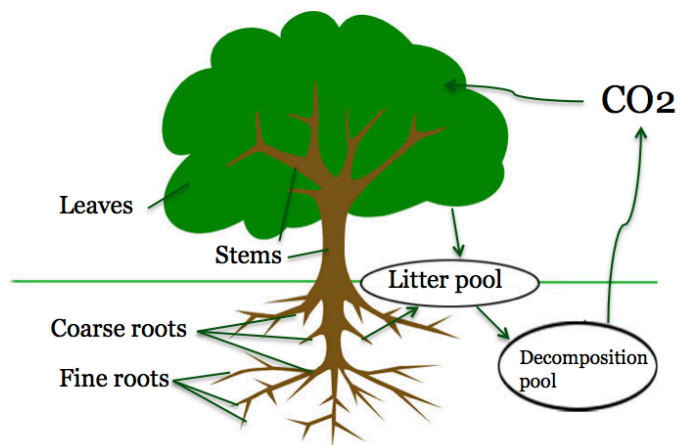 CO2
Leaves
Stems
Litter pool
Coarse roots
Decomposition
pool
Fine roots